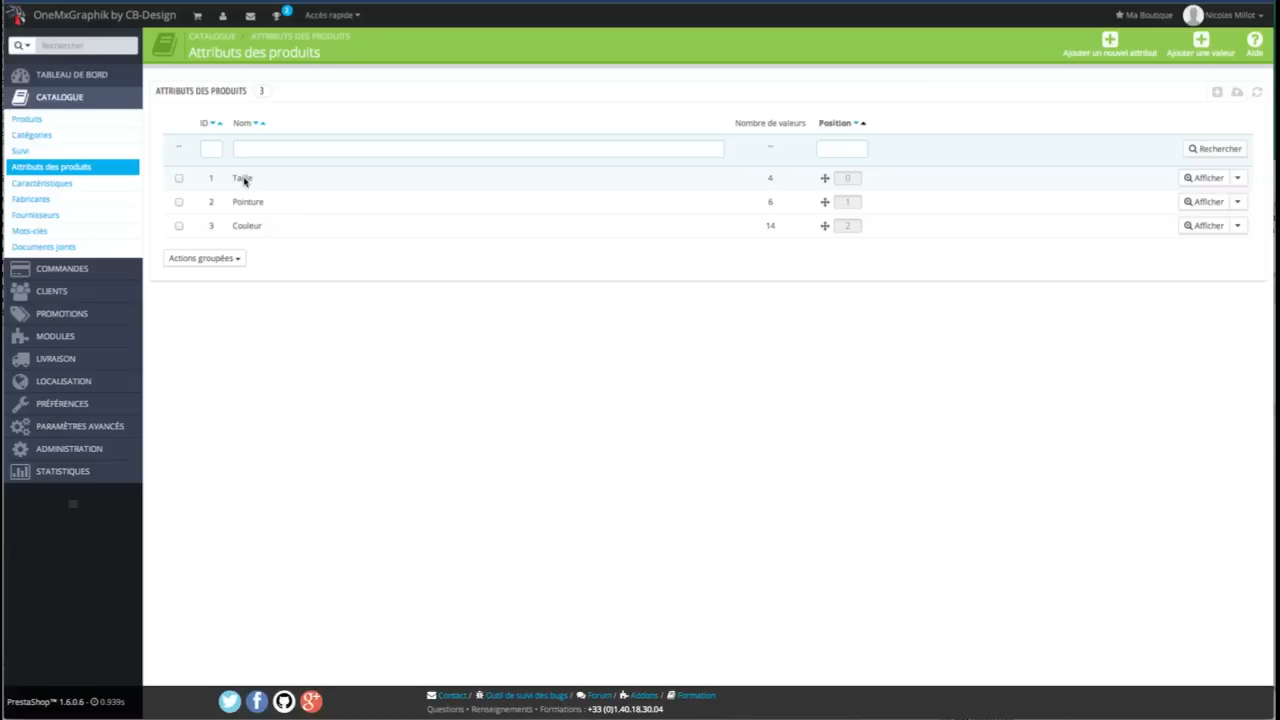 OneMxGraphik by CB-Design
2
Accès rapide
Ma Boutique
Nicolas Millot
Rechercher
CATALOGUE / ATTRIBUTS DES PRODUITS
Attributs des produits
Ajouter un nouvel attribut
Ajouter une valeur
Aide
TABLEAU DE BORD
CATALOGUE
Produits
Catégories
Suivi
Attributs des produits
Caractéristiques
Fabricants
Fournisseurs
Mots-clés
Documents joints
COMMANDES
CLIENTS
PROMOTIONS
MODULES
LIVRAISON
LOCALISATION
PRÉFÉRENCES
PARAMÈTRES AVANCÉS
ADMINISTRATION
STATISTIQUES
ATTRIBUTS DES PRODUITS 3
ID Nom Nombre de valeurs Position
-- -- Rechercher
1 Taille 4 0 Afficher
2 Pointure 6 1 Afficher
3 Couleur 14 2 Afficher
Actions groupées
PrestaShop™ 1.6.0.6 - 0.939s
Contact / Outil de suivi des bugs / Forum / Addons / Formation
Questions • Renseignements • Formations : +33 (0)1.40.18.30.04